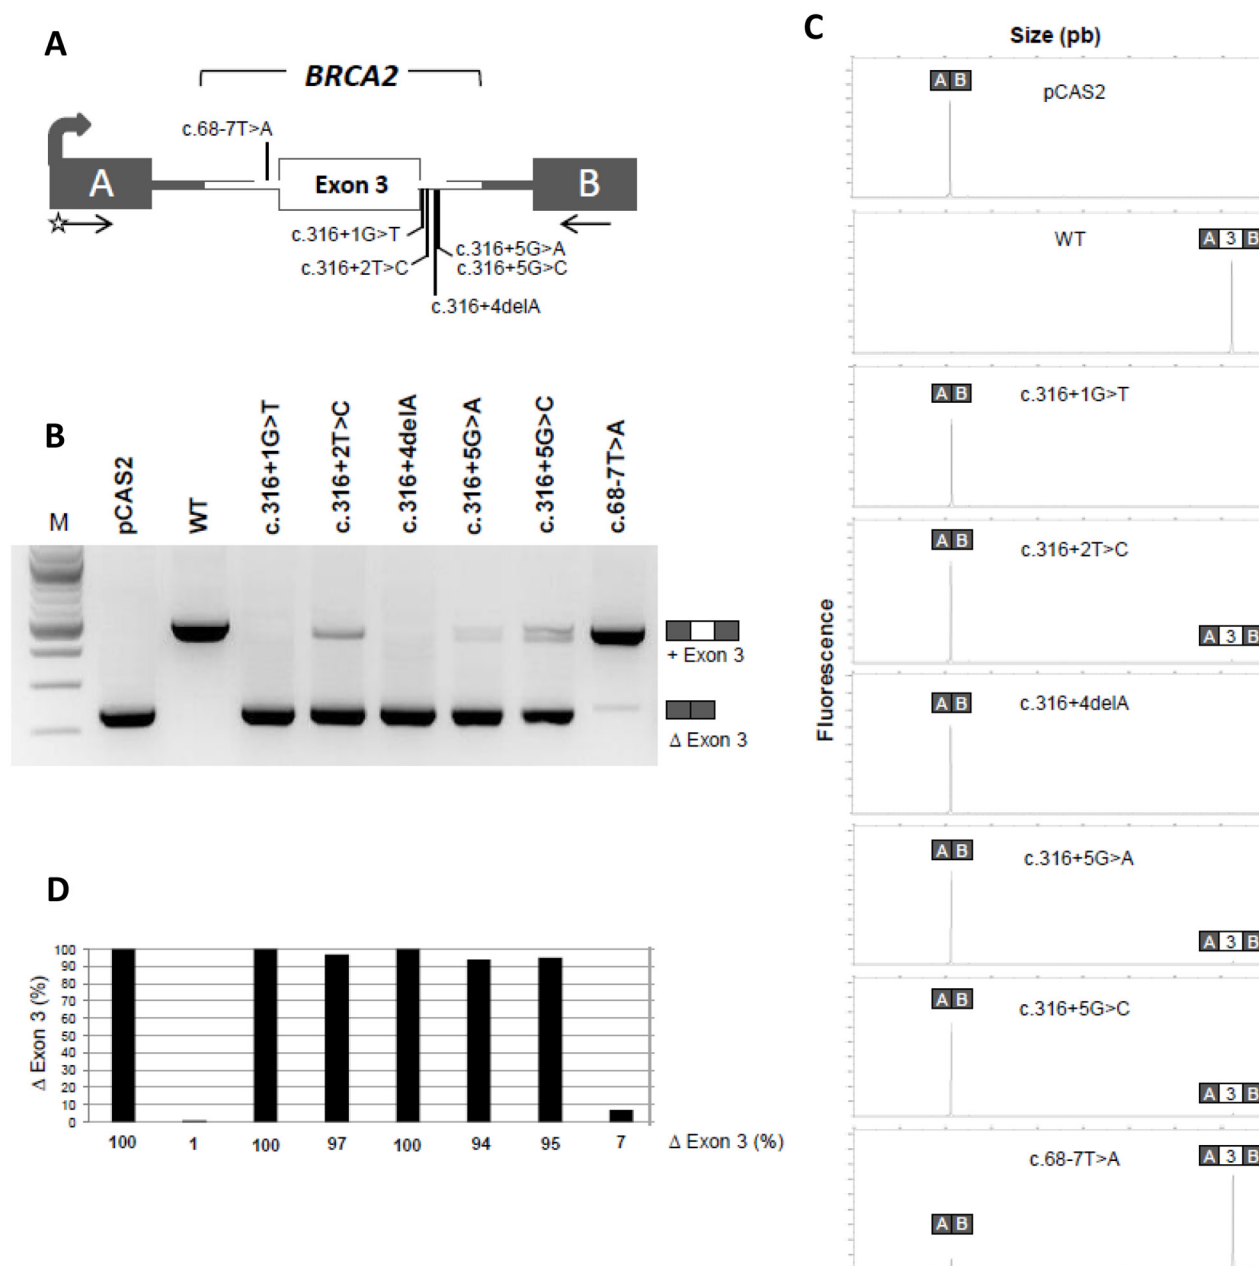 A
BRCA2
c.68-7T>A
A
Exon 3
B
c.316+1G>T
c.316+2T>C
c.316+5G>A
c.316+5G>C
c.316+4delA
B
M
pCAS2
WT
c.316+1G>T
c.316+2T>C
c.316+4delA
c.316+5G>A
c.316+5G>C
c.68-7T>A
+ Exon 3
Δ Exon 3
C
Size (pb)
Fluorescence
A B
pCAS2
WT
A 3 B
A B
c.316+1G>T
A B
c.316+2T>C
A 3 B
A B
c.316+4delA
A B
c.316+5G>A
A 3 B
A B
c.316+5G>C
A 3 B
c.68-7T>A
A 3 B
A B
D
Δ Exon 3 (%)
100
90
80
70
60
50
40
30
20
10
0
100 1 100 97 100 94 95 7 Δ Exon 3 (%)